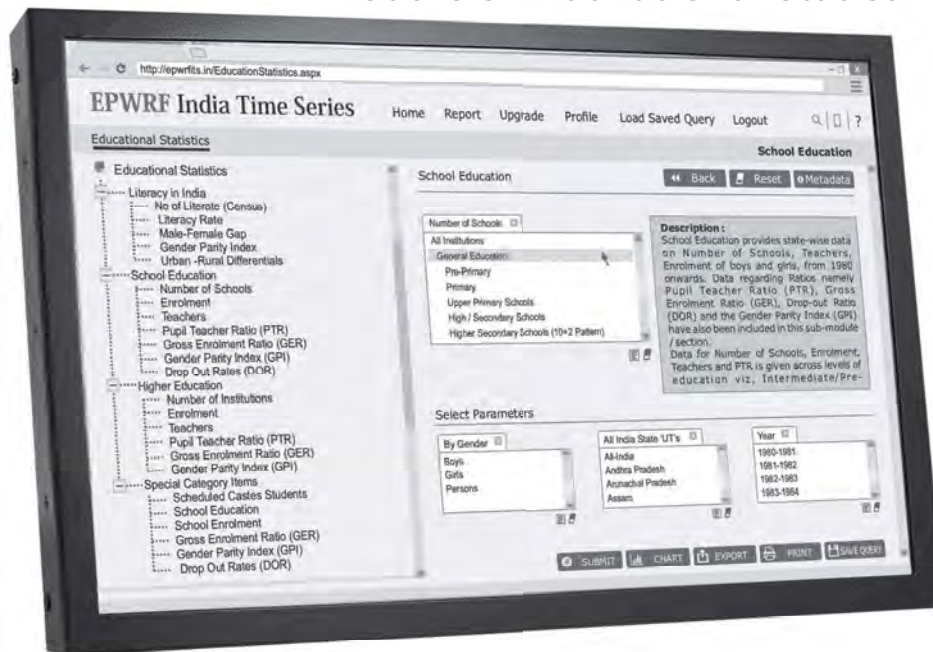 http://epwrfits.in/EducationStatistics.aspx
EPWRF India Time Series
Home Report Upgrade Profile Load Saved Query Logout
?
Educational Statistics
School Education
Educational Statistics
Literacy in India
No of Literate (Census)
Literacy Rate
Male-Female Gap
Gender Parity Index
Urban -Rural Differentials
School Education
Number of Schools
Enrolment
Teachers
Pupil Teacher Ratio (PTR)
Gross Enrolment Ratio (GER)
Gender Parity Index (GPI)
Drop Out Rates (DOR)
Higher Education
Number of Institutions
Enrolment
Teachers
Pupil Teacher Ratio (PTR)
Gross Enrolment Ratio (GER)
Gender Parity Index (GPI)
Special Category Items
Scheduled Castes Students
School Education
School Enrolment
Gross Enrolment Ratio (GER)
Gender Parity Index (GPI)
Drop Out Rates (DOR)
School Education
Back Reset Metadata
Number of Schools
All Institutions
General Education
Pre-Primary
Primary
Upper Primary Schools
High / Secondary Schools
Higher Secondary Schools (10+2 Pattern)
Description :
School Education provides state-wise data
on Number of Schools, Teachers,
Enrolment of boys and girls, from 1980
onwards. Data regarding Ratios namely
Pupil Teacher Ratio (PTR), Gross
Enrolment Ratio (GER), Drop-out Ratio
(DOR) and the Gender Parity Index (GPI)
have also been included in this sub-module
/ section.
Data for Number of Schools, Enrolment,
Teachers and PTR is given across levels of
education viz, Intermediate/Pre-
Select Parameters
By Gender
Boys
Girls
Persons
All India State 'UT's
All-India
Andhra Pradesh
Arunachal Pradesh
Assam
Year
1980-1981
1981-1982
1982-1983
1983-1984
SUBMIT CHART EXPORT PRINT SAVE QUERY